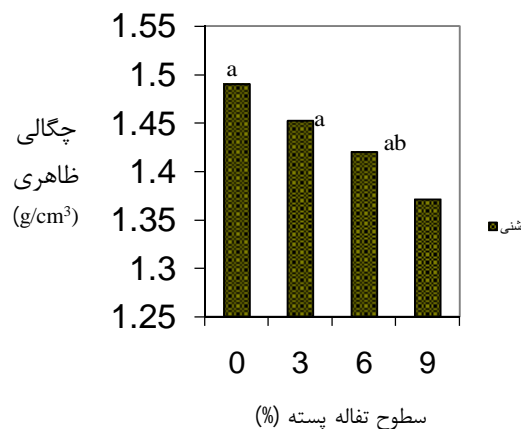 1.55
1.5
1.45
1.4
1.35
1.3
1.25
چگالی
ظاهری
(g/cm³)
a
a
ab
شنی
0 3 6 9
سطوح تفاله پسته (%)